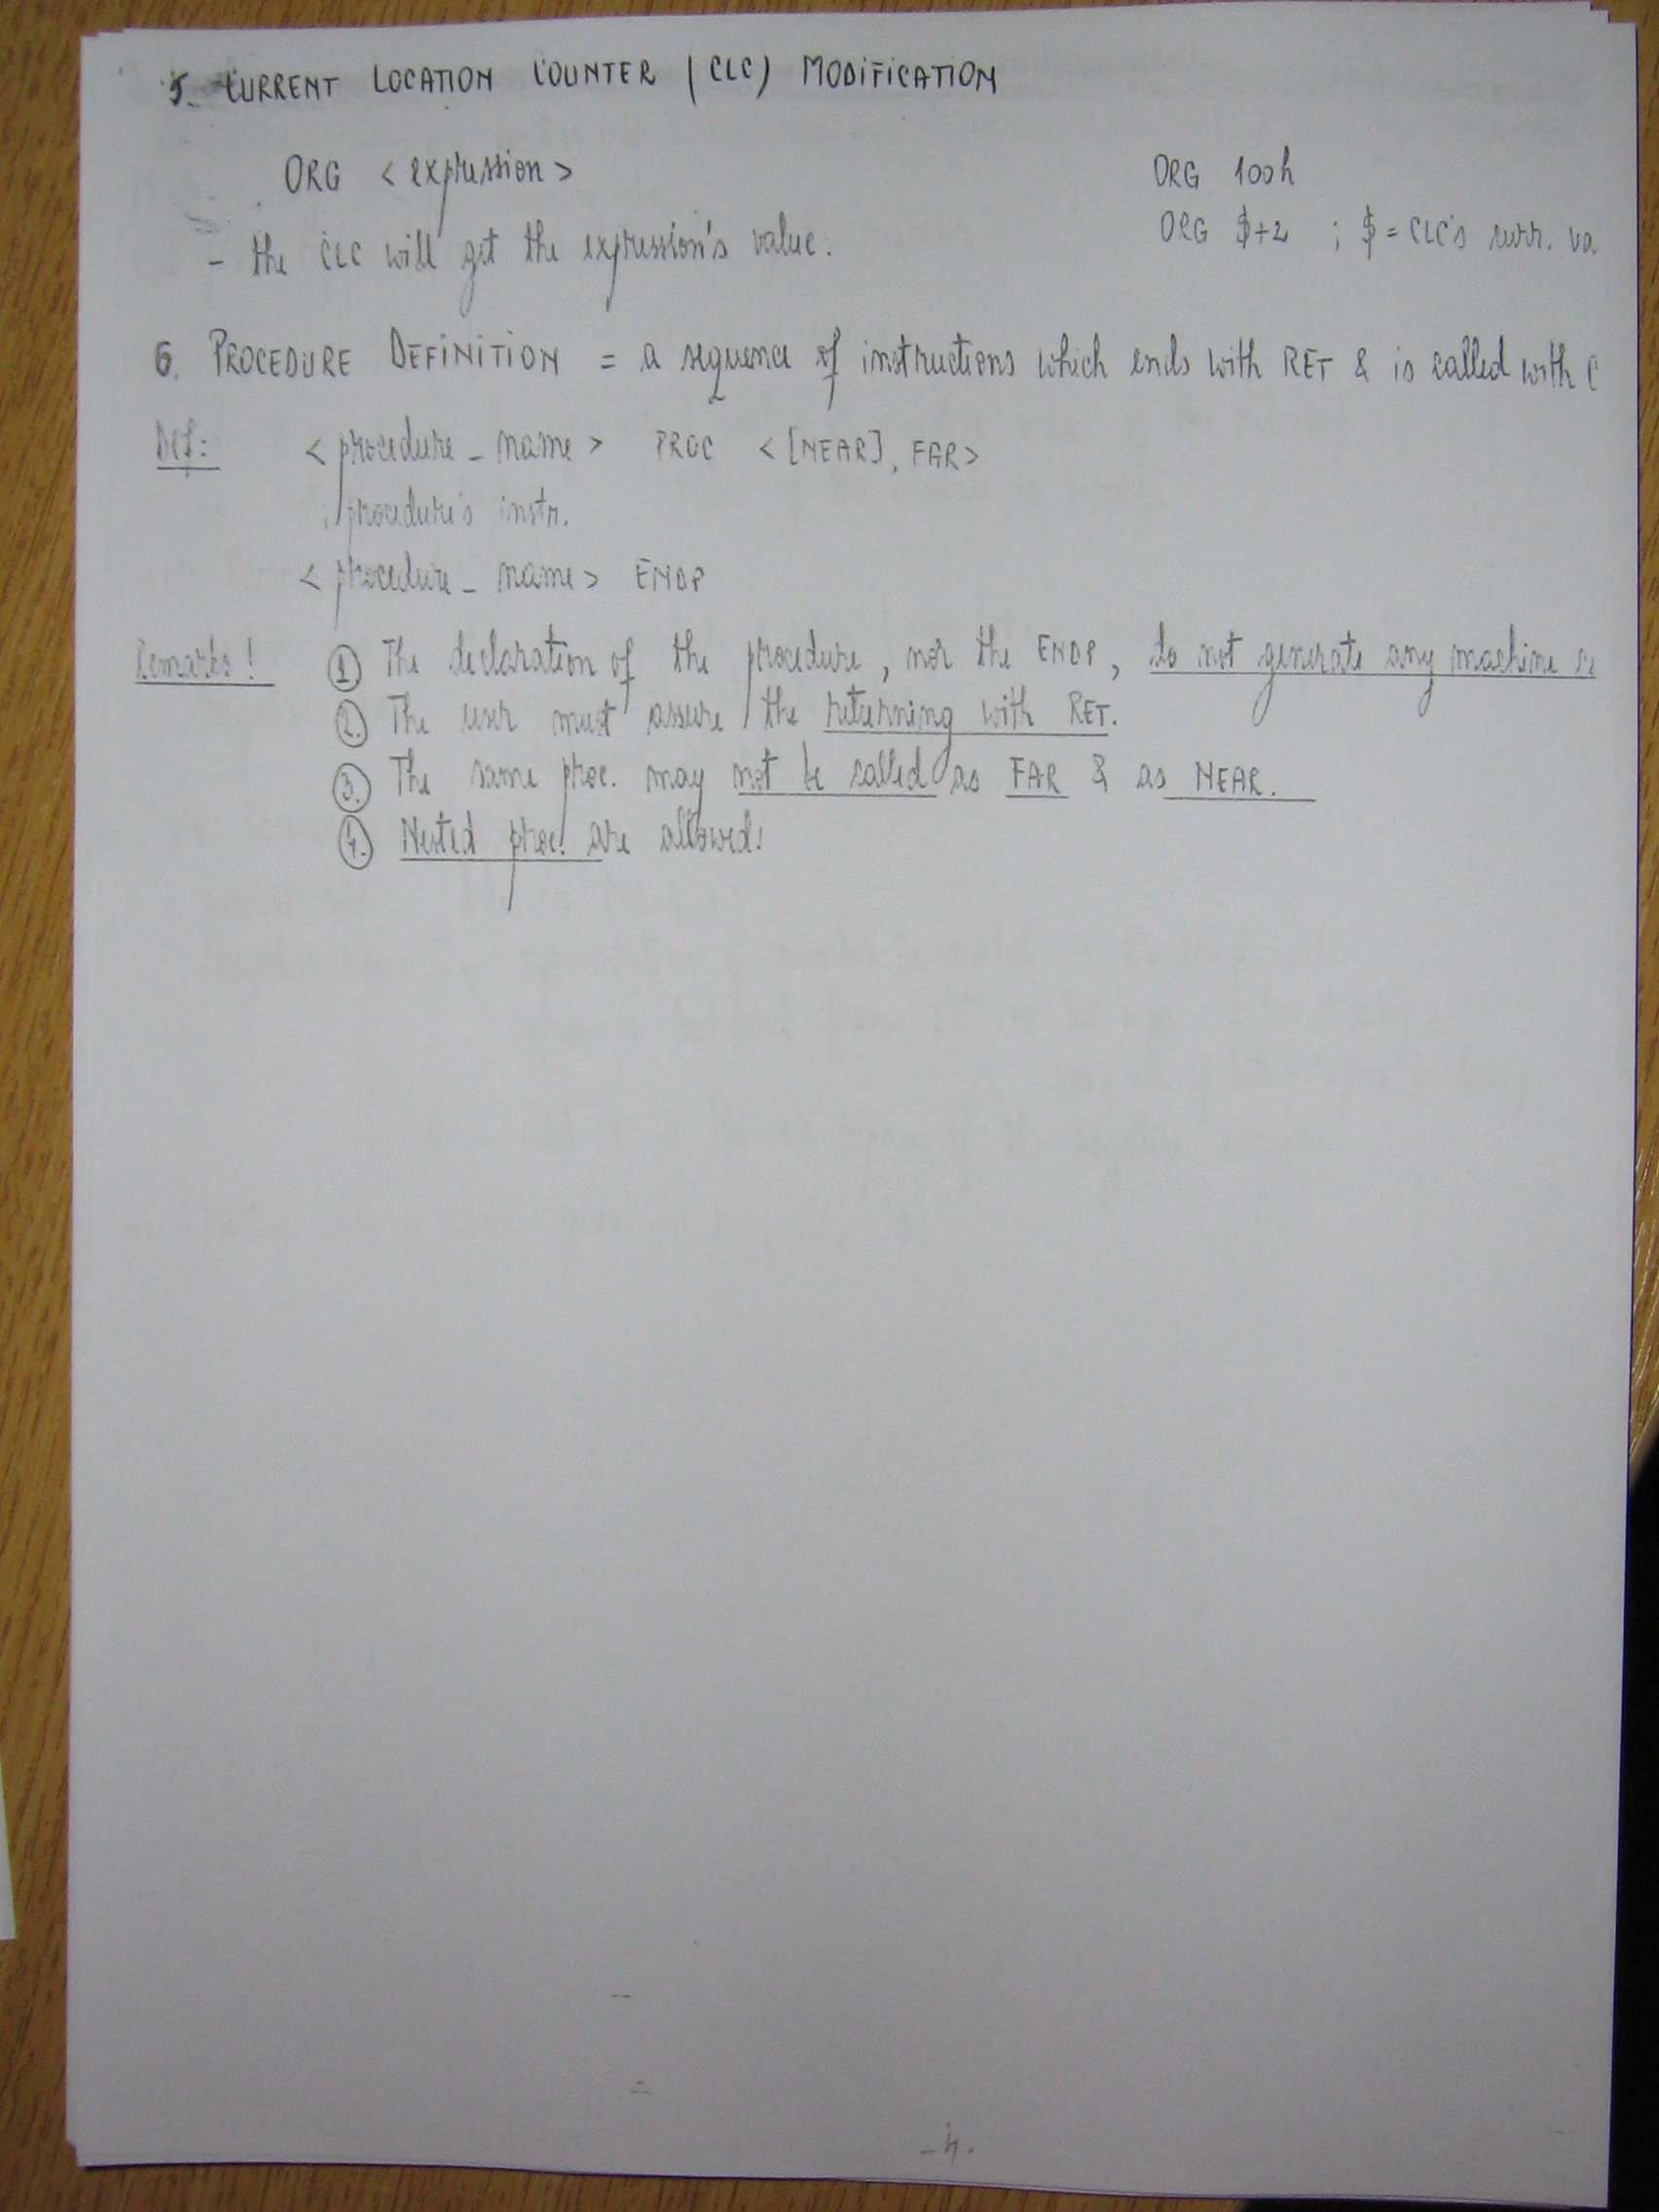 5. CURRENT LOCATION COUNTER (CLC) MODIFICATION
ORG <expression> ORG 100h
- the CLC will get the expression's value. ORG $+2 ; $ = CLC's curr. va
6. PROCEDURE DEFINITION = a sequence of instructions which ends with RET & is called with C
Def: <procedure_name> PROC <[NEAR], FAR>
; procedure's instr.
<procedure_name> ENDP
Remarks! 1 The declaration of the procedure, nor the ENDP, do not generate any machine
2. The user must assure the returning with RET.
3. The same proc. may not be called as FAR & as NEAR.
4. Nested proc. are allowed!
-4-